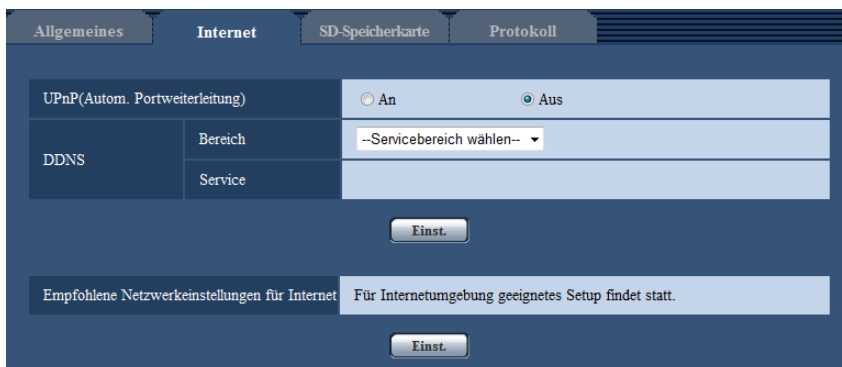 Allgemeines Internet SD-Speicherkarte Protokoll
UPnP(Autom. Portweiterleitung) An Aus
DDNS
Bereich --Servicebereich wählen--
Service
Einst.
Empfohlene Netzwerkeinstellungen für Internet Für Internetumgebung geeignetes Setup findet statt.
Einst.